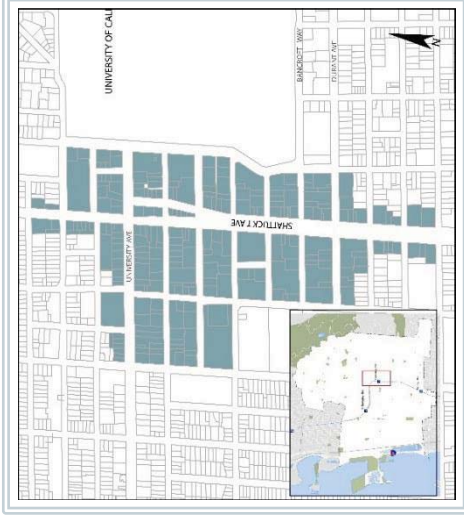 UNIVERSITY OF CALI
BANCROFT WAY
DURANT AVE
N
SHATTUCK AVE
UNIVERSITY AVE